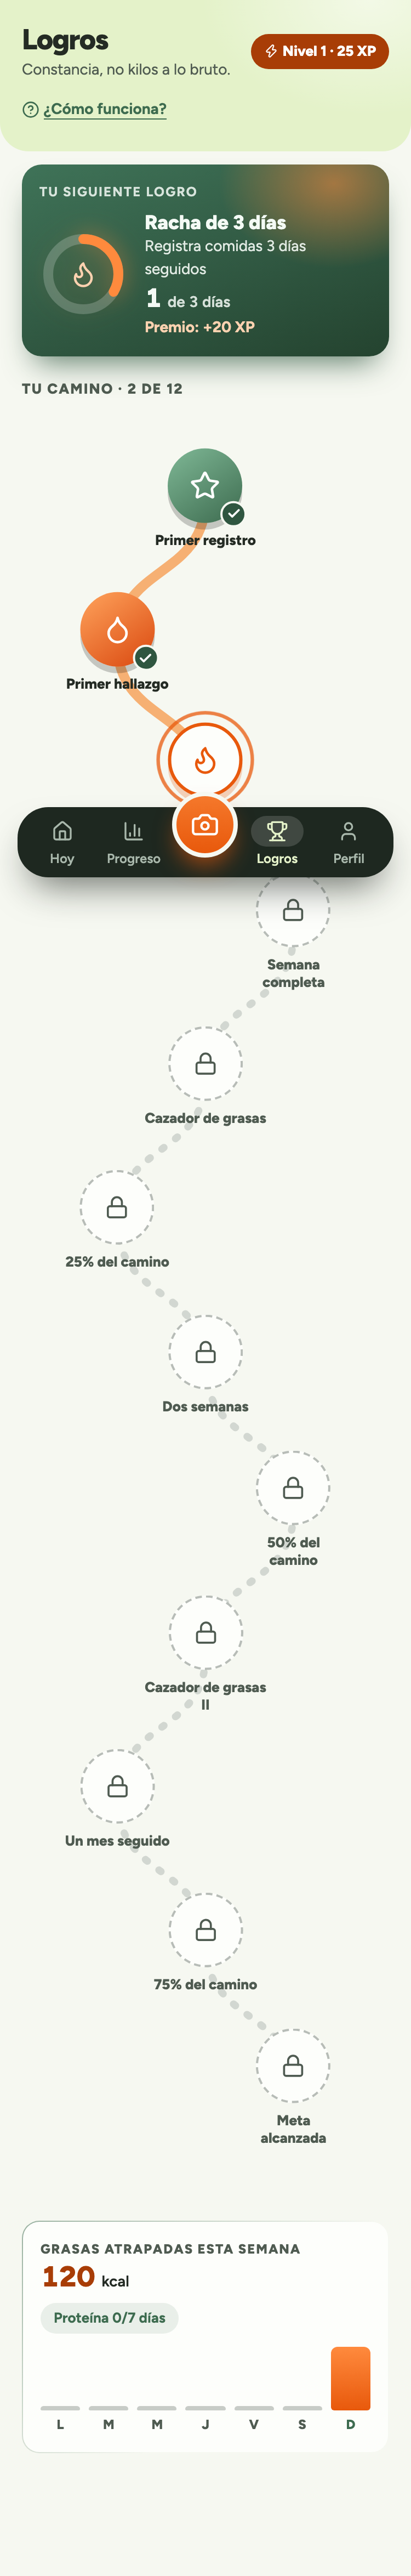 Logros
Constancia, no kilos a lo bruto.
Nivel 1 · 25 XP
¿Cómo funciona?
TU SIGUIENTE LOGRO
Racha de 3 días
Registra comidas 3 días
seguidos
1 de 3 días
Premio: +20 XP
TU CAMINO · 2 DE 12
Primer registro
Primer hallazgo
Hoy
Progreso
Logros
Perfil
Semana
completa
Cazador de grasas
25% del camino
Dos semanas
50% del
camino
Cazador de grasas
II
Un mes seguido
75% del camino
Meta
alcanzada
GRASAS ATRAPADAS ESTA SEMANA
120 kcal
Proteína 0/7 días
L M M J V S D